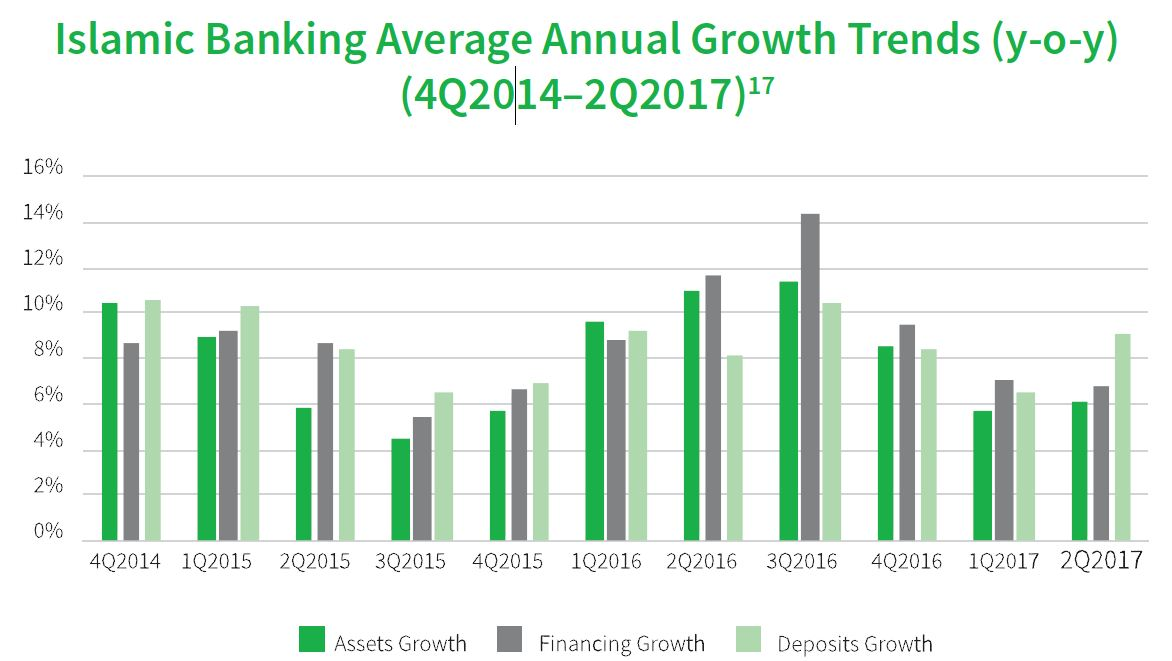 Islamic Banking Average Annual Growth Trends (y-o-y)
(4Q2014–2Q2017)¹⁷
16%
14%
12%
10%
8%
6%
4%
2%
0%
4Q2014 1Q2015 2Q2015 3Q2015 4Q2015 1Q2016 2Q2016 3Q2016 4Q2016 1Q2017 2Q2017
Assets Growth Financing Growth Deposits Growth